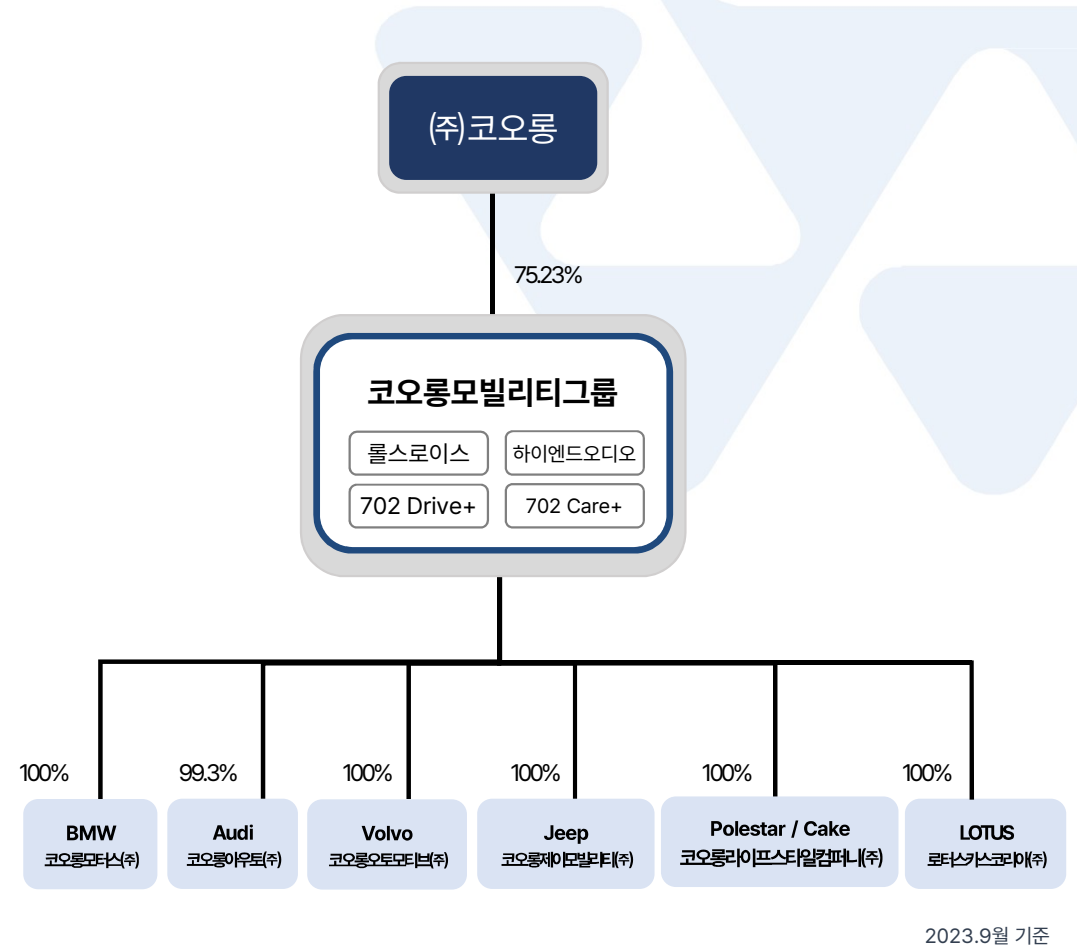 ㈜코오롱
75.23%
코오롱모빌리티그룹
롤스로이스
하이엔드오디오
702 Drive+
702 Care+
100%
99.3%
100%
100%
100%
100%
BMW
코오롱모터스(주)
Audi
코오롱아우토(주)
Volvo
코오롱오토모티브(주)
Jeep
코오롱제이모빌리티(주)
Polestar / Cake
코오롱라이프스타일컴퍼니(주)
LOTUS
로터스카스코리아(주)
2023.9월 기준